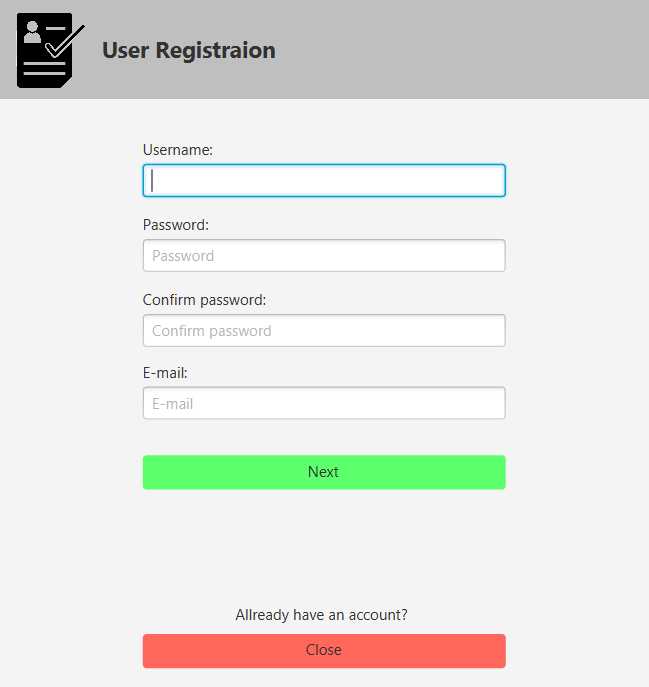 User Registraion
Username:
Password:
Password
Confirm password:
Confirm password
E-mail:
E-mail
Next
Allready have an account?
Close